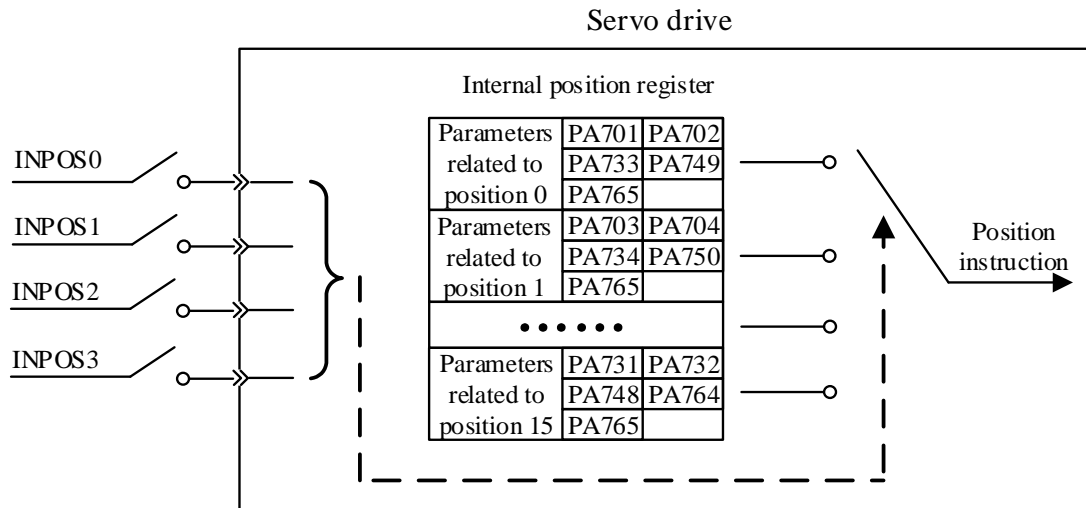 Servo drive
Internal position register
INPOS0
INPOS1
INPOS2
INPOS3
Parameters
related to
position 0
PA701 PA702
PA733 PA749
PA765
Parameters
related to
position 1
PA703 PA704
PA734 PA750
PA765
Parameters
related to
position 15
PA731 PA732
PA748 PA764
PA765
Position
instruction